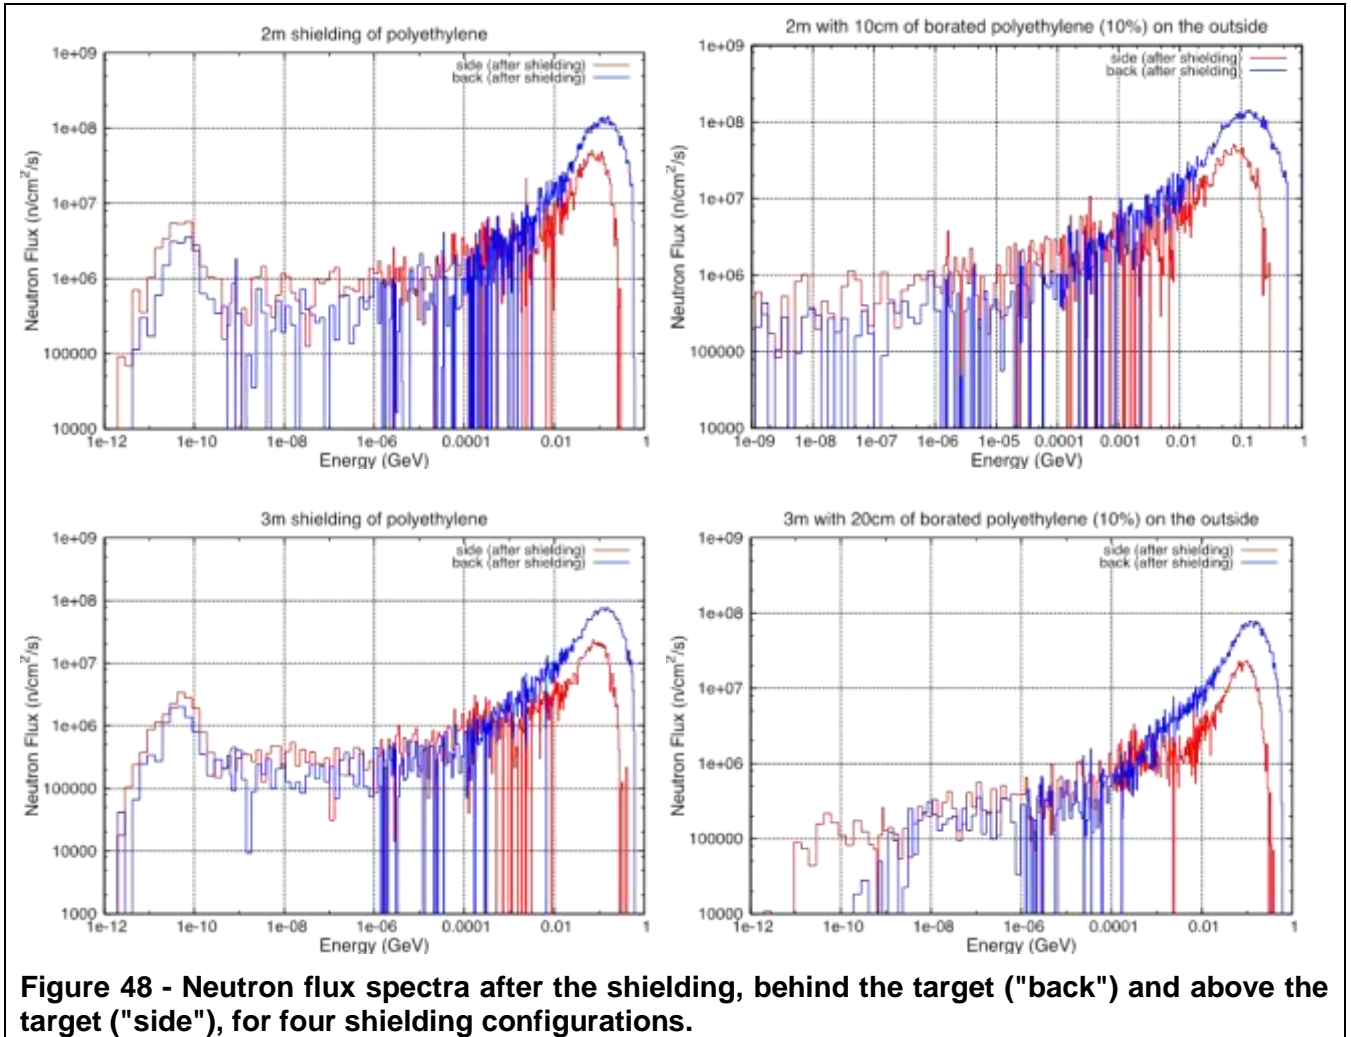 2m shielding of polyethylene
1e+09
1e+08
1e+07
1e+06
100000
10000
Neutron Flux (n/cm²/s)
side (after shielding)
back (after shielding)
1e-12 1e-10 1e-08 1e-06 0.0001 0.01 1
Energy (GeV)
2m with 10cm of borated polyethylene (10%) on the outside
1e+09
1e+08
1e+07
1e+06
100000
10000
Neutron Flux (n/cm²/s)
side (after shielding)
back (after shielding)
1e-09 1e-08 1e-07 1e-06 1e-05 0.0001 0.001 0.01 0.1 1
Energy (GeV)
3m shielding of polyethylene
1e+09
1e+08
1e+07
1e+06
100000
10000
1000
Neutron Flux (n/cm²/s)
side (after shielding)
back (after shielding)
1e-12 1e-10 1e-08 1e-06 0.0001 0.01 1
Energy (GeV)
3m with 20cm of borated polyethylene (10%) on the outside
1e+09
1e+08
1e+07
1e+06
100000
10000
Neutron Flux (n/cm²/s)
side (after shielding)
back (after shielding)
1e-12 1e-10 1e-08 1e-06 0.0001 0.01 1
Energy (GeV)
Figure 48 - Neutron flux spectra after the shielding, behind the target ("back") and above the
target ("side"), for four shielding configurations.